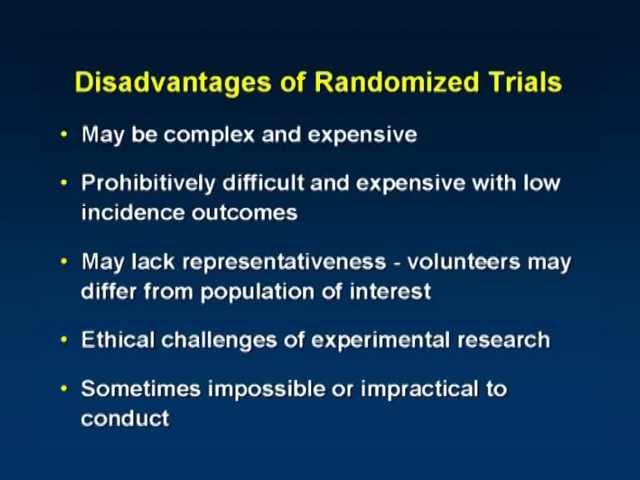 Disadvantages of Randomized Trials
• May be complex and expensive
• Prohibitively difficult and expensive with low
incidence outcomes
• May lack representativeness - volunteers may
differ from population of interest
• Ethical challenges of experimental research
• Sometimes impossible or impractical to
conduct